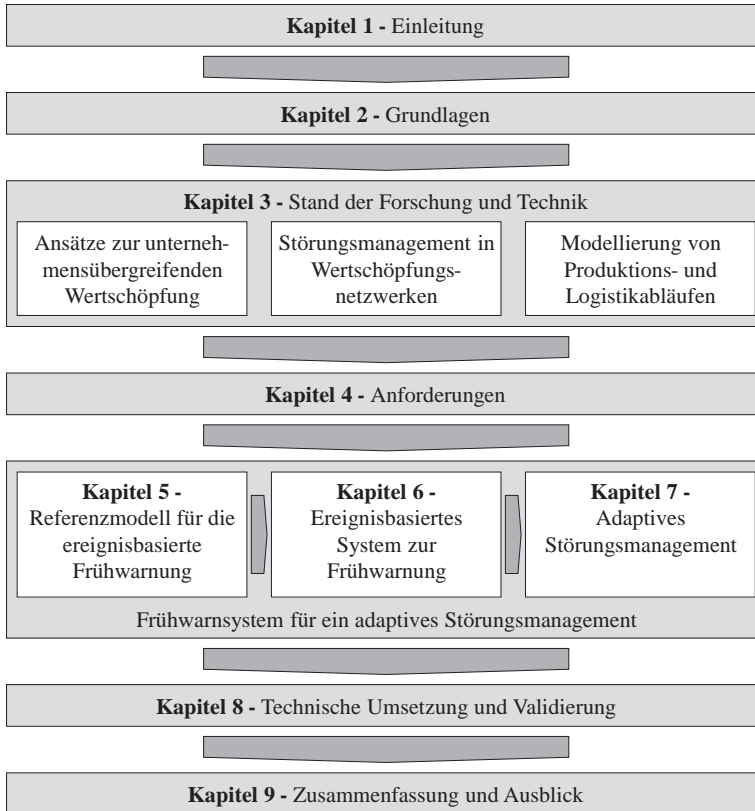 Kapitel 1 - Einleitung
Kapitel 2 - Grundlagen
Kapitel 3 - Stand der Forschung und Technik
Ansätze zur unterneh-
mensübergreifenden
Wertschöpfung
Störungsmanagement in
Wertschöpfungs-
netzwerken
Modellierung von
Produktions- und
Logistikabläufen
Kapitel 4 - Anforderungen
Kapitel 5 -
Referenzmodell für die
ereignisbasierte
Frühwarnung
Kapitel 6 -
Ereignisbasiertes
System zur
Frühwarnung
Kapitel 7 -
Adaptives
Störungsmanagement
Frühwarnsystem für ein adaptives Störungsmanagement
Kapitel 8 - Technische Umsetzung und Validierung
Kapitel 9 - Zusammenfassung und Ausblick